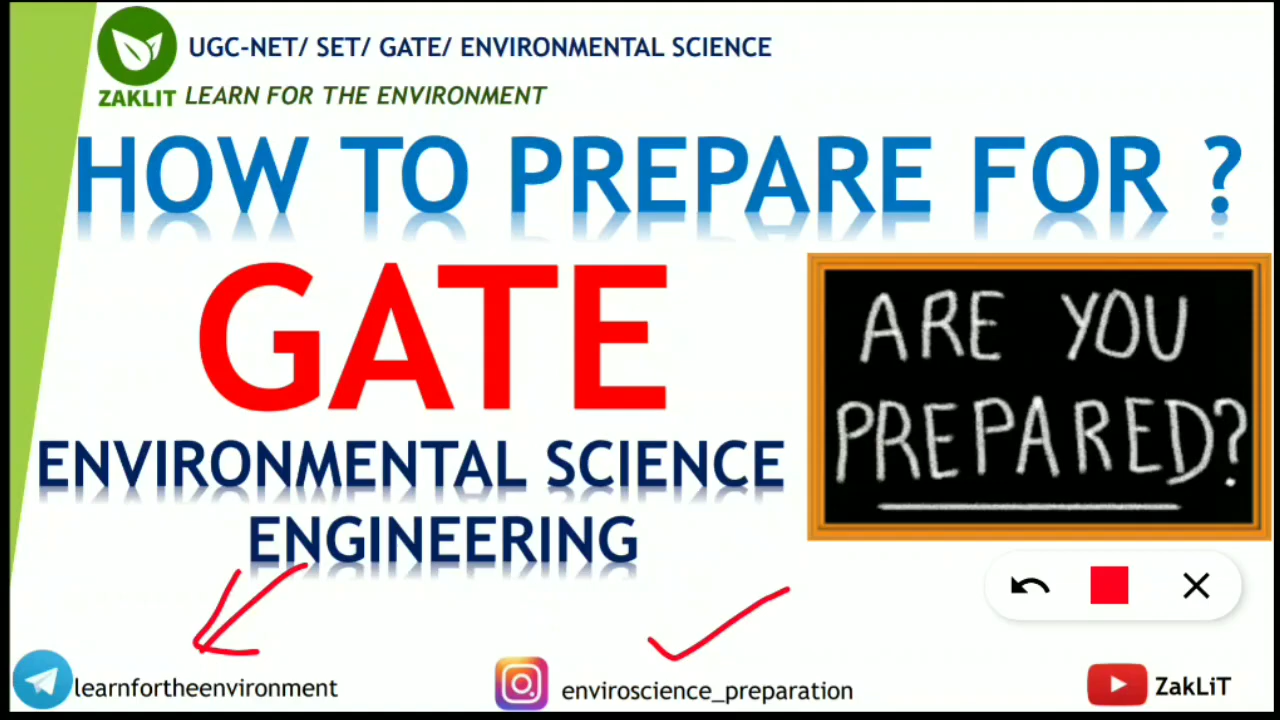 UGC-NET/ SET/ GATE/ ENVIRONMENTAL SCIENCE
ZAKLIT LEARN FOR THE ENVIRONMENT
HOW TO PREPARE FOR ?
GATE
ENVIRONMENTAL SCIENCE
ENGINEERING
ARE YOU
PREPARED?
learnfortheenvironment
enviroscience_preparation
ZakLiT